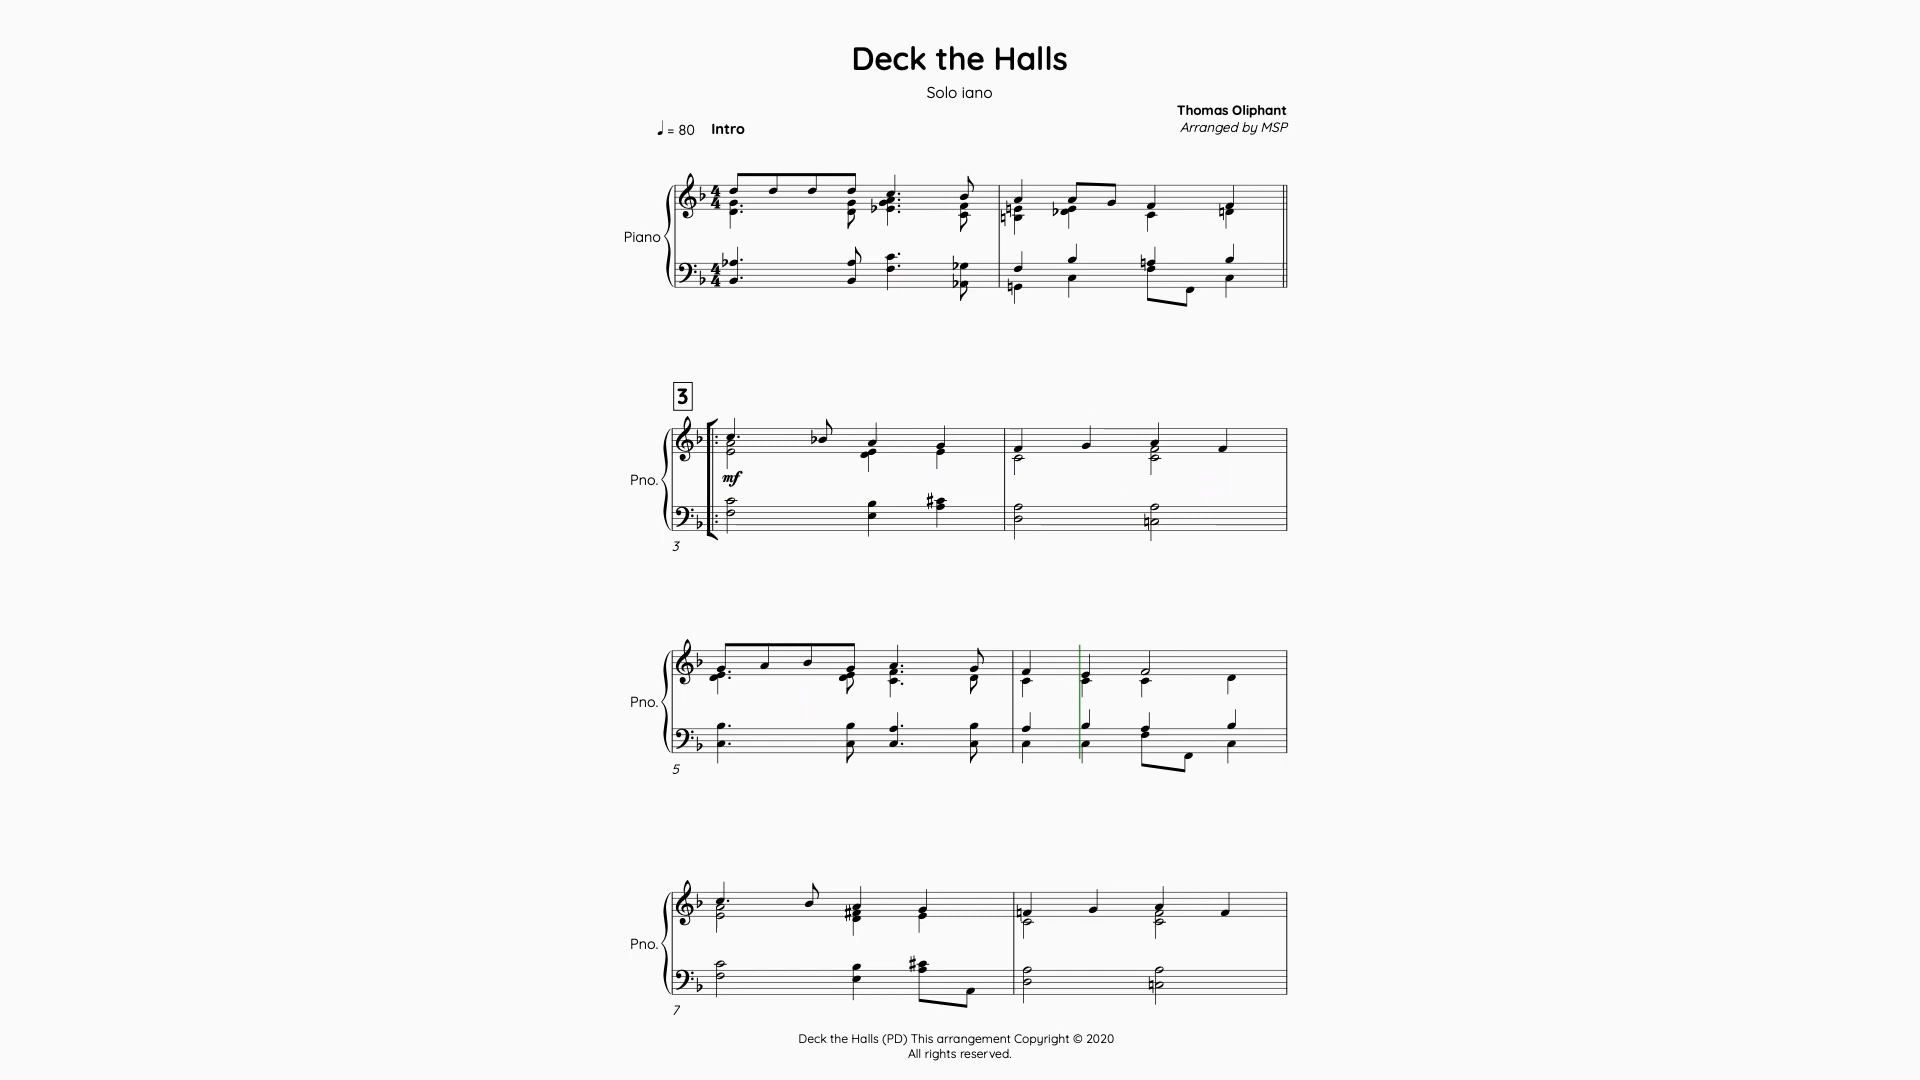 Deck the Halls
Solo iano
Thomas Oliphant
Arranged by MSP
= 80 Intro
Piano
3
Pno.
mf
3
Pno.
5
Pno.
7
Deck the Halls (PD) This arrangement Copyright © 2020
All rights reserved.